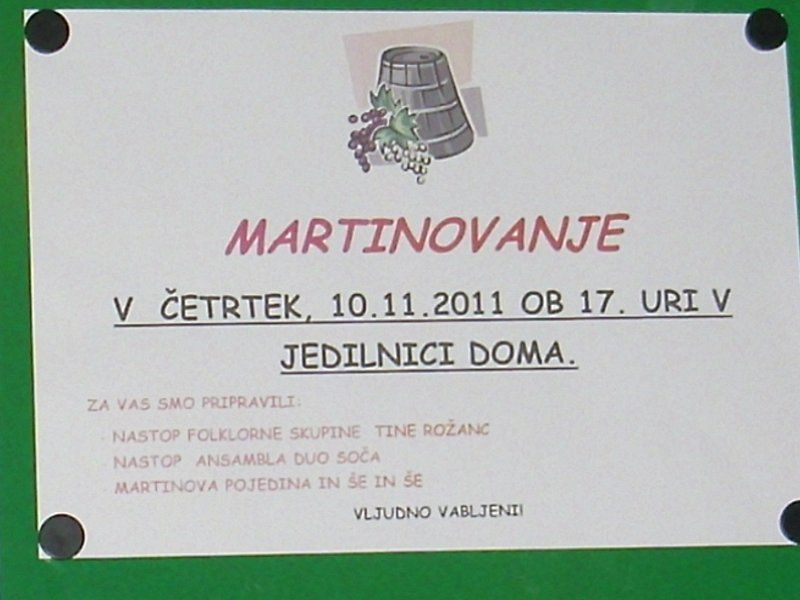 MARTINOVANJE
V ČETRTEK, 10.11.2011 OB 17. URI V
JEDILNICI DOMA.
ZA VAS SMO PRIPRAVILI:
- NASTOP FOLKLORNE SKUPINE TINE ROŽANC
- NASTOP ANSAMBLA DUO SOČA
- MARTINOVA POJEDINA IN ŠE IN ŠE
VLJUDNO VABLJENI!